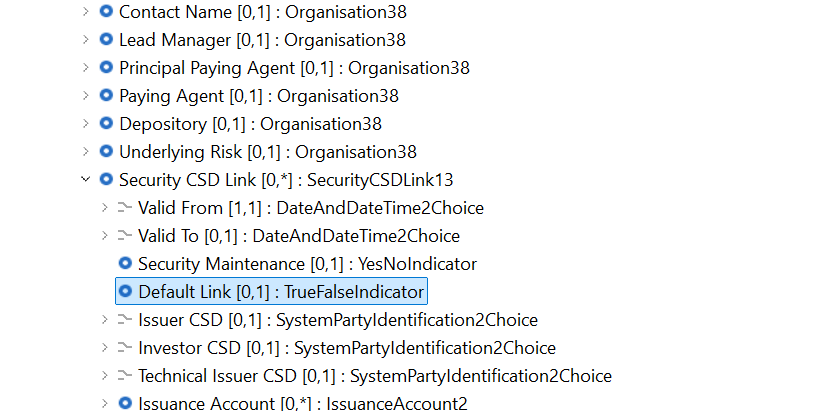 Contact Name [0,1] : Organisation38
Lead Manager [0,1] : Organisation38
Principal Paying Agent [0,1] : Organisation38
Paying Agent [0,1] : Organisation38
Depository [0,1] : Organisation38
Underlying Risk [0,1] : Organisation38
Security CSD Link [0,*] : SecurityCSDLink13
Valid From [1,1] : DateAndDateTime2Choice
Valid To [0,1] : DateAndDateTime2Choice
Security Maintenance [0,1] : YesNoIndicator
Default Link [0,1] : TrueFalseIndicator
Issuer CSD [0,1] : SystemPartyIdentification2Choice
Investor CSD [0,1] : SystemPartyIdentification2Choice
Technical Issuer CSD [0,1] : SystemPartyIdentification2Choice
Issuance Account [0,*] : IssuanceAccount2